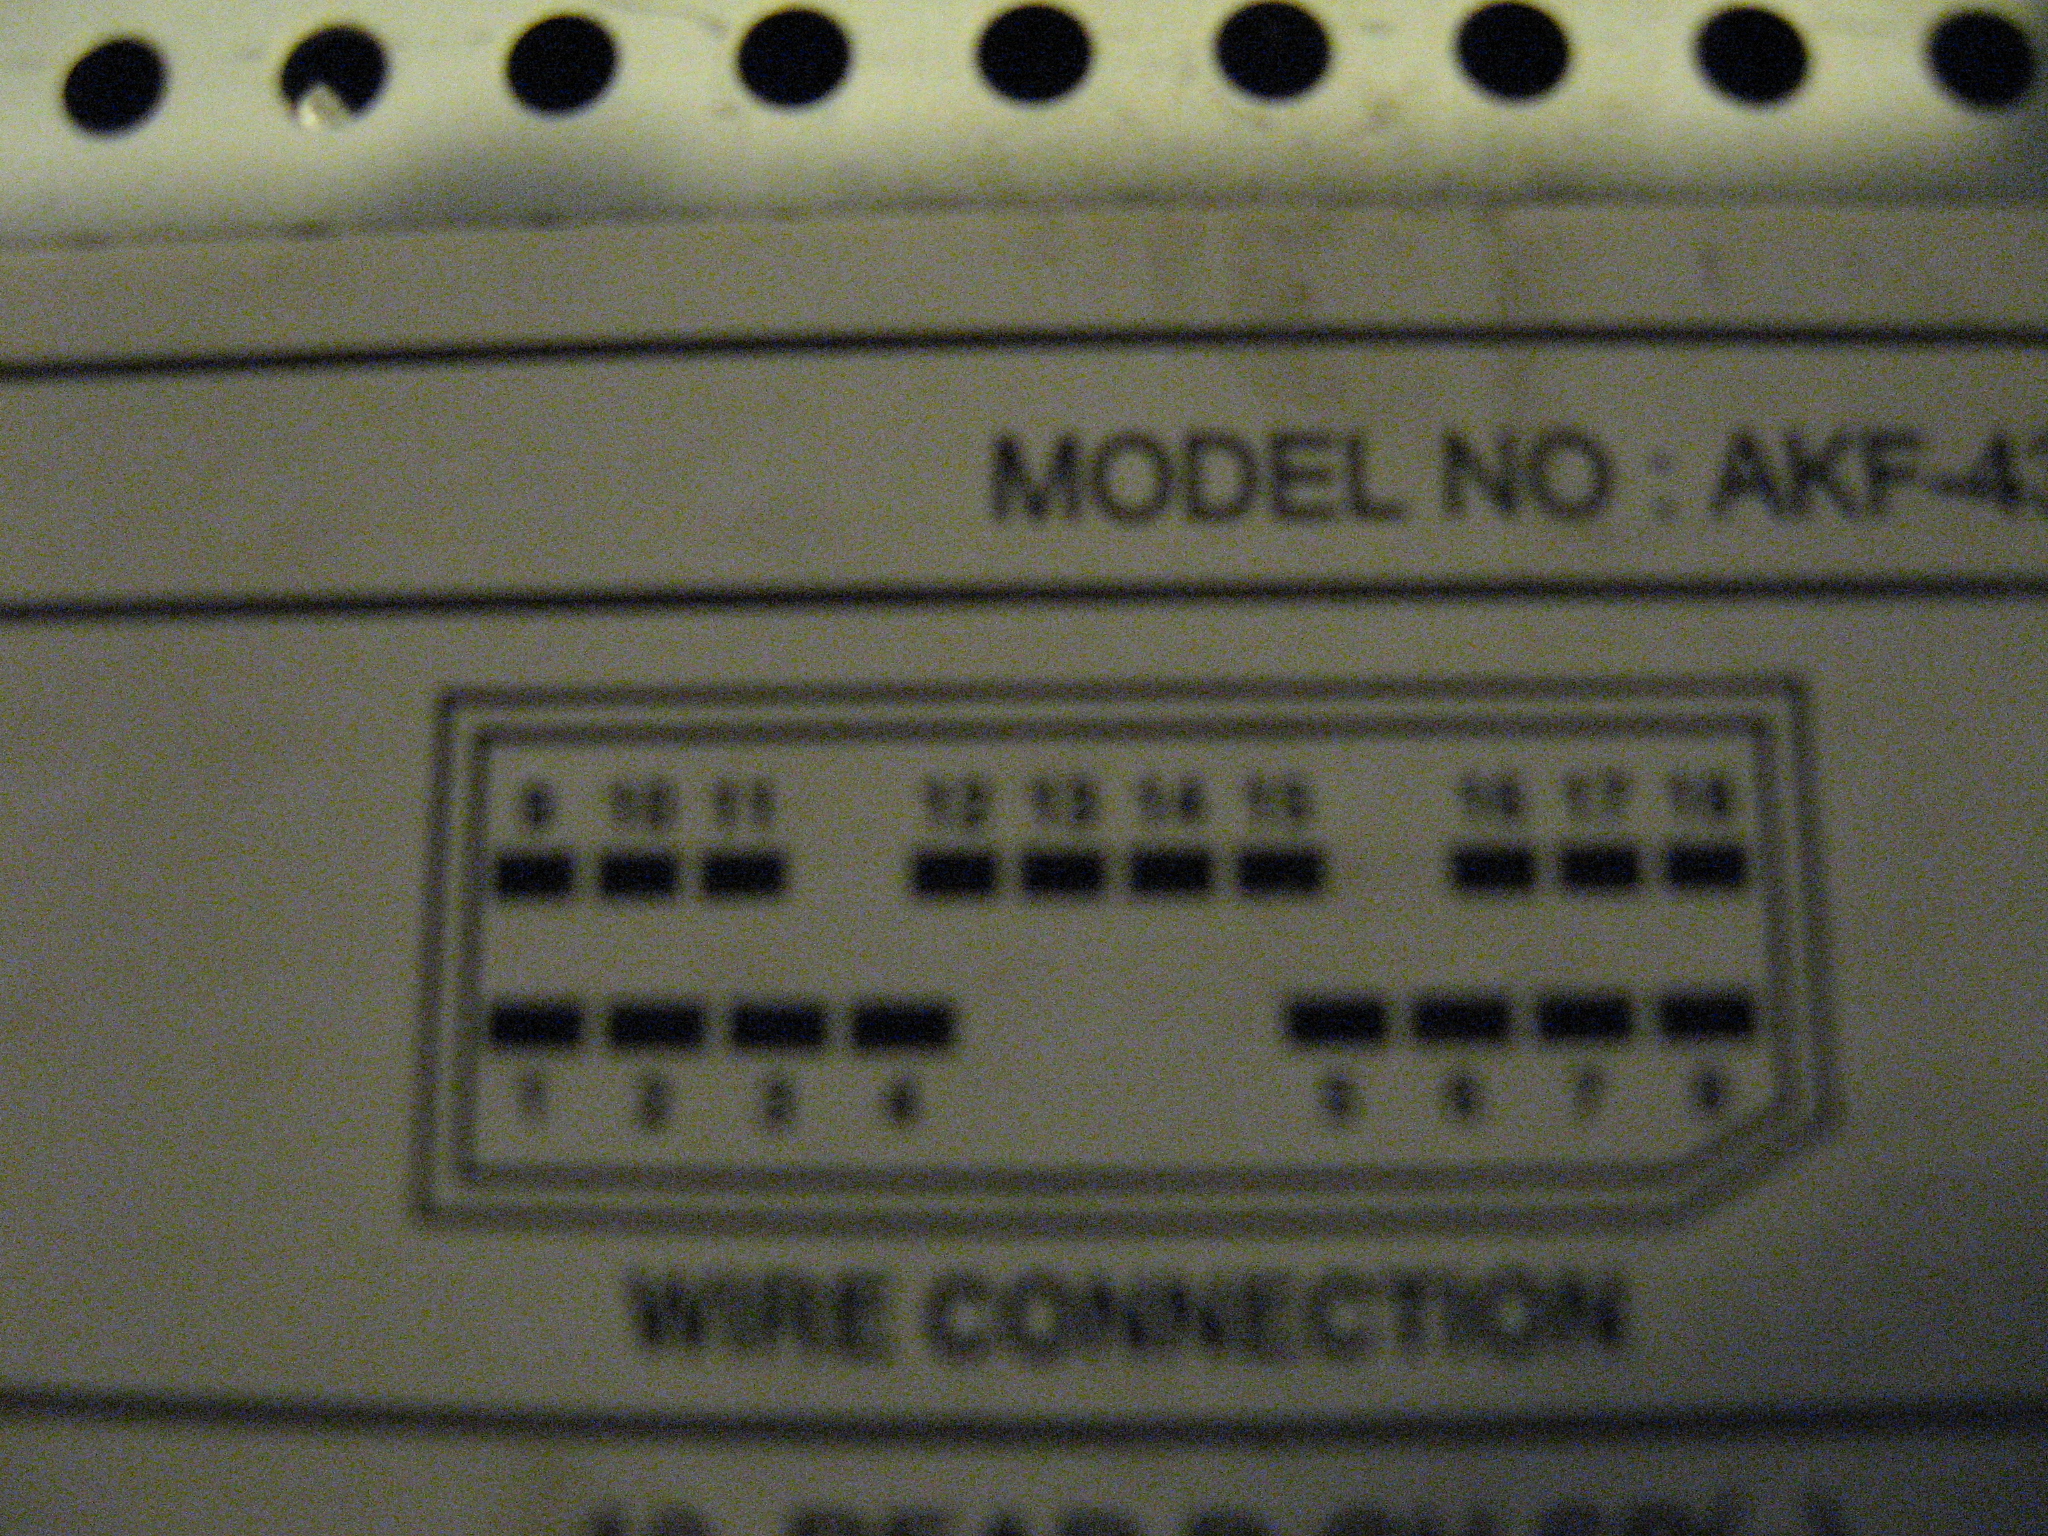 MODEL NO : AKF-43
9 10 11 12 13 14 15 16 17 18
1 2 3 4 5 6 7 8
WIRE CONNECTION